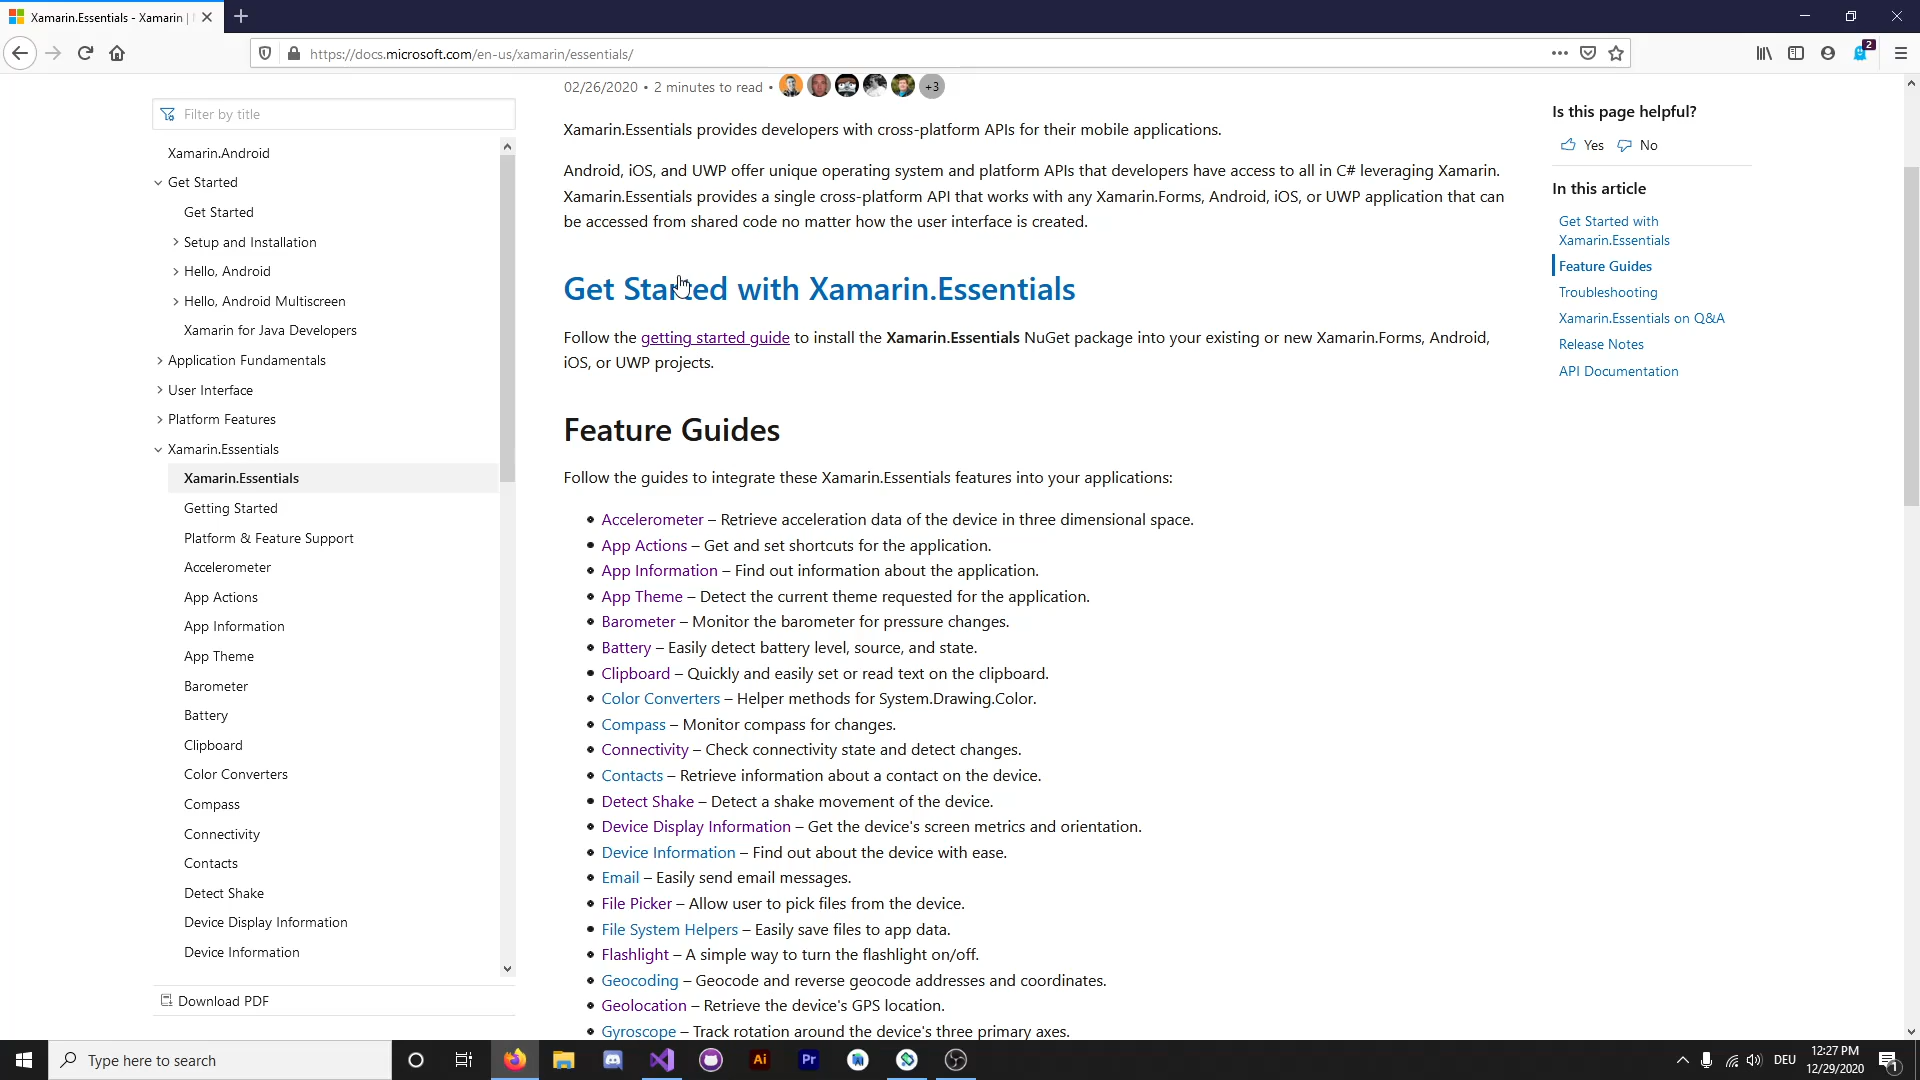 Xamarin.Essentials - Xamarin |
https://docs.microsoft.com/en-us/xamarin/essentials/
2
Filter by title
Xamarin.Android
Get Started
Get Started
Setup and Installation
Hello, Android
Hello, Android Multiscreen
Xamarin for Java Developers
Application Fundamentals
User Interface
Platform Features
Xamarin.Essentials
Xamarin.Essentials
Getting Started
Platform & Feature Support
Accelerometer
App Actions
App Information
App Theme
Barometer
Battery
Clipboard
Color Converters
Compass
Connectivity
Contacts
Detect Shake
Device Display Information
Device Information
Download PDF
02/26/2020 • 2 minutes to read • +3
Xamarin.Essentials provides developers with cross-platform APIs for their mobile applications.
Android, iOS, and UWP offer unique operating system and platform APIs that developers have access to all in C# leveraging Xamarin.
Xamarin.Essentials provides a single cross-platform API that works with any Xamarin.Forms, Android, iOS, or UWP application that can
be accessed from shared code no matter how the user interface is created.
Get Started with Xamarin.Essentials
Follow the getting started guide to install the Xamarin.Essentials NuGet package into your existing or new Xamarin.Forms, Android,
iOS, or UWP projects.
Feature Guides
Follow the guides to integrate these Xamarin.Essentials features into your applications:
• Accelerometer – Retrieve acceleration data of the device in three dimensional space.
• App Actions – Get and set shortcuts for the application.
• App Information – Find out information about the application.
• App Theme – Detect the current theme requested for the application.
• Barometer – Monitor the barometer for pressure changes.
• Battery – Easily detect battery level, source, and state.
• Clipboard – Quickly and easily set or read text on the clipboard.
• Color Converters – Helper methods for System.Drawing.Color.
• Compass – Monitor compass for changes.
• Connectivity – Check connectivity state and detect changes.
• Contacts – Retrieve information about a contact on the device.
• Detect Shake – Detect a shake movement of the device.
• Device Display Information – Get the device's screen metrics and orientation.
• Device Information – Find out about the device with ease.
• Email – Easily send email messages.
• File Picker – Allow user to pick files from the device.
• File System Helpers – Easily save files to app data.
• Flashlight – A simple way to turn the flashlight on/off.
• Geocoding – Geocode and reverse geocode addresses and coordinates.
• Geolocation – Retrieve the device's GPS location.
• Gyroscope – Track rotation around the device's three primary axes.
Is this page helpful?
Yes No
In this article
Get Started with
Xamarin.Essentials
Feature Guides
Troubleshooting
Xamarin.Essentials on Q&A
Release Notes
API Documentation
Type here to search
Ai
Pr
DEU
12:27 PM
12/29/2020
1